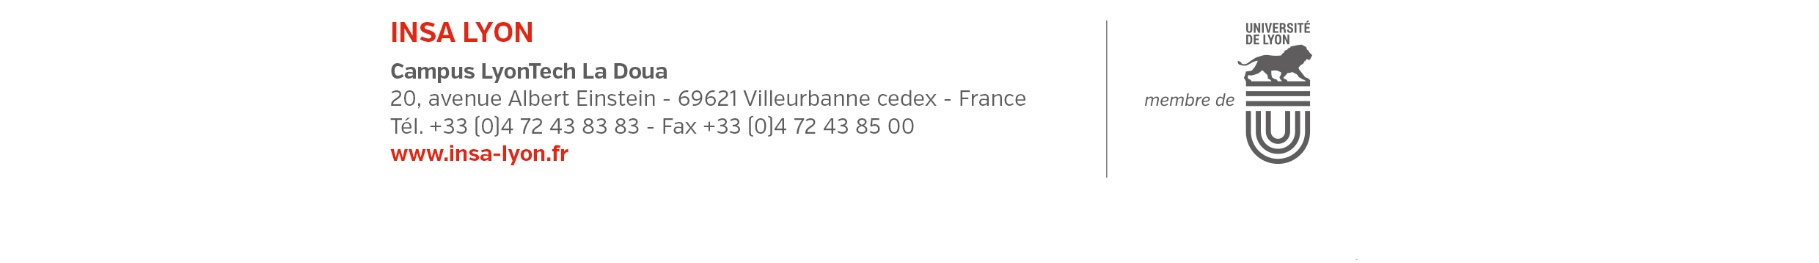 INSA LYON
Campus LyonTech La Doua
20, avenue Albert Einstein - 69621 Villeurbanne cedex - France
Tél. +33 (0)4 72 43 83 83 - Fax +33 (0)4 72 43 85 00
www.insa-lyon.fr
membre de
UNIVERSITÉ
DE LYON